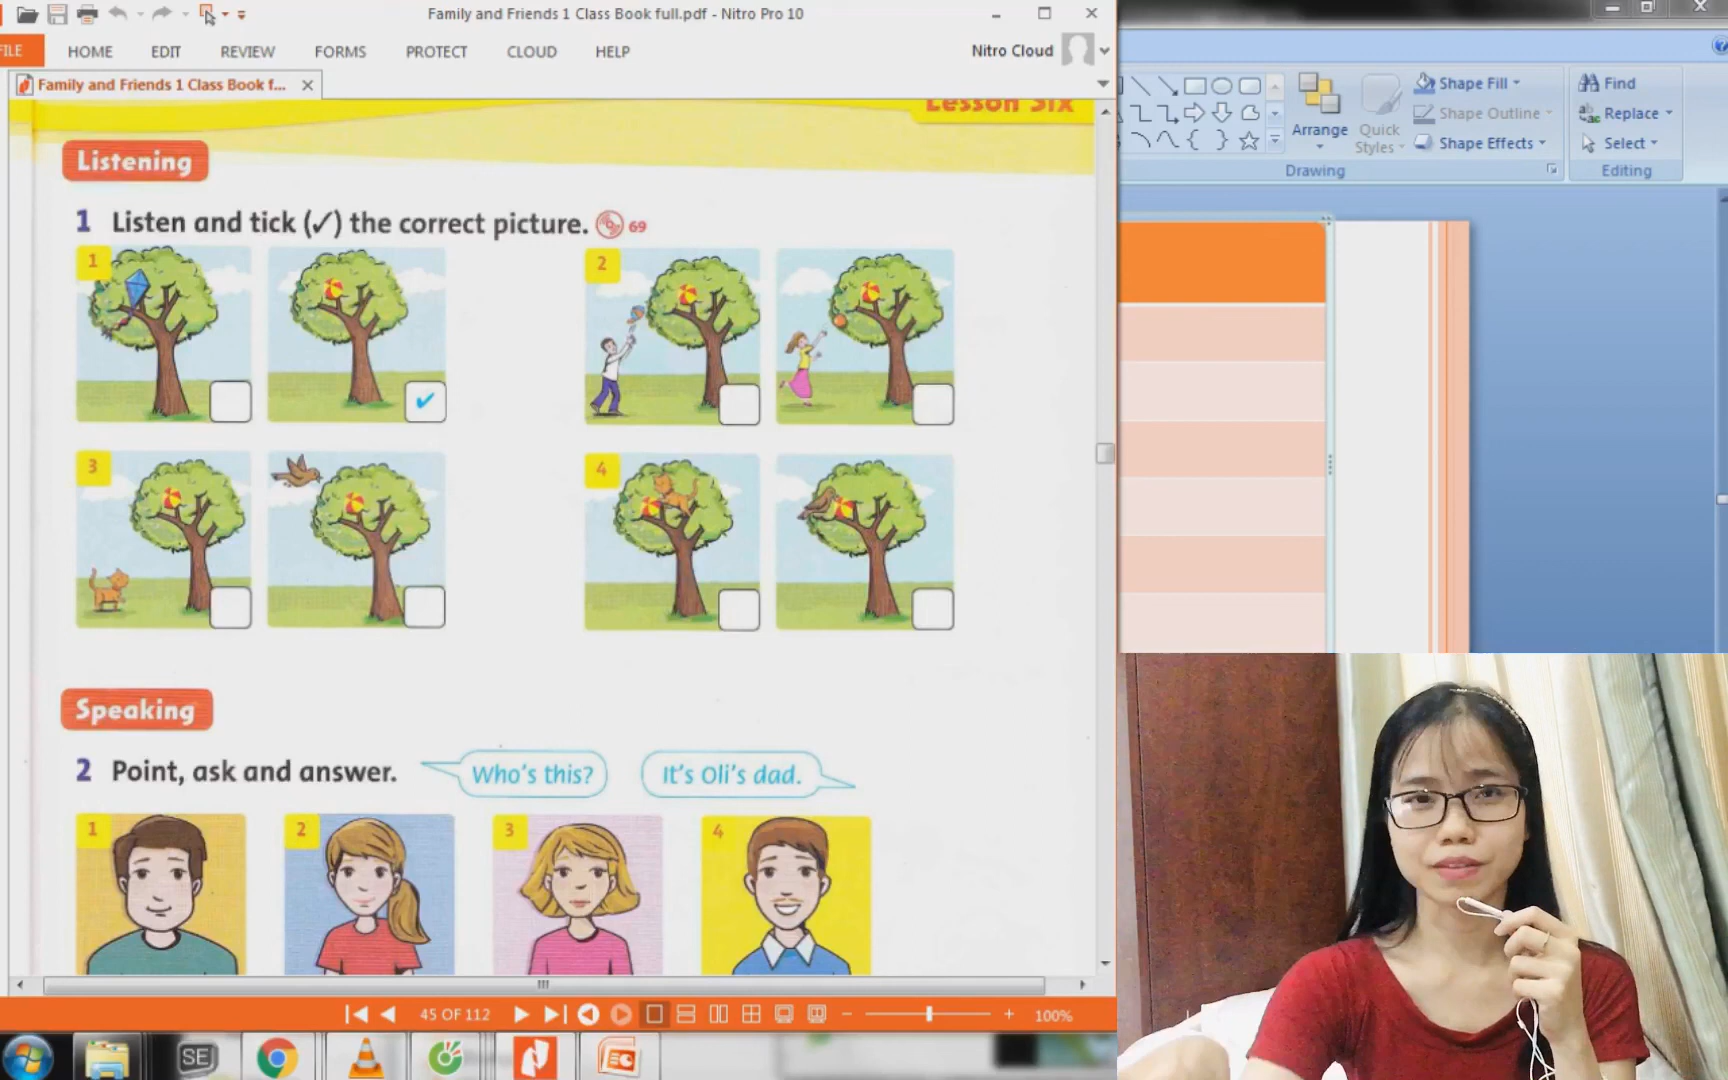 Family and Friends 1 Class Book full.pdf - Nitro Pro 10
FILE HOME EDIT REVIEW FORMS PROTECT CLOUD HELP Nitro Cloud
Family and Friends 1 Class Book f...
Lesson Six
Listening
1 Listen and tick (✓) the correct picture. 69
1
2
3
4
Speaking
2 Point, ask and answer.
Who's this?
It's Oli's dad.
1
2
3
4
45 OF 112
100%
SE
Arrange
Quick
Styles
Shape Fill
Shape Outline
Shape Effects
Drawing
Find
Replace
Select
Editing